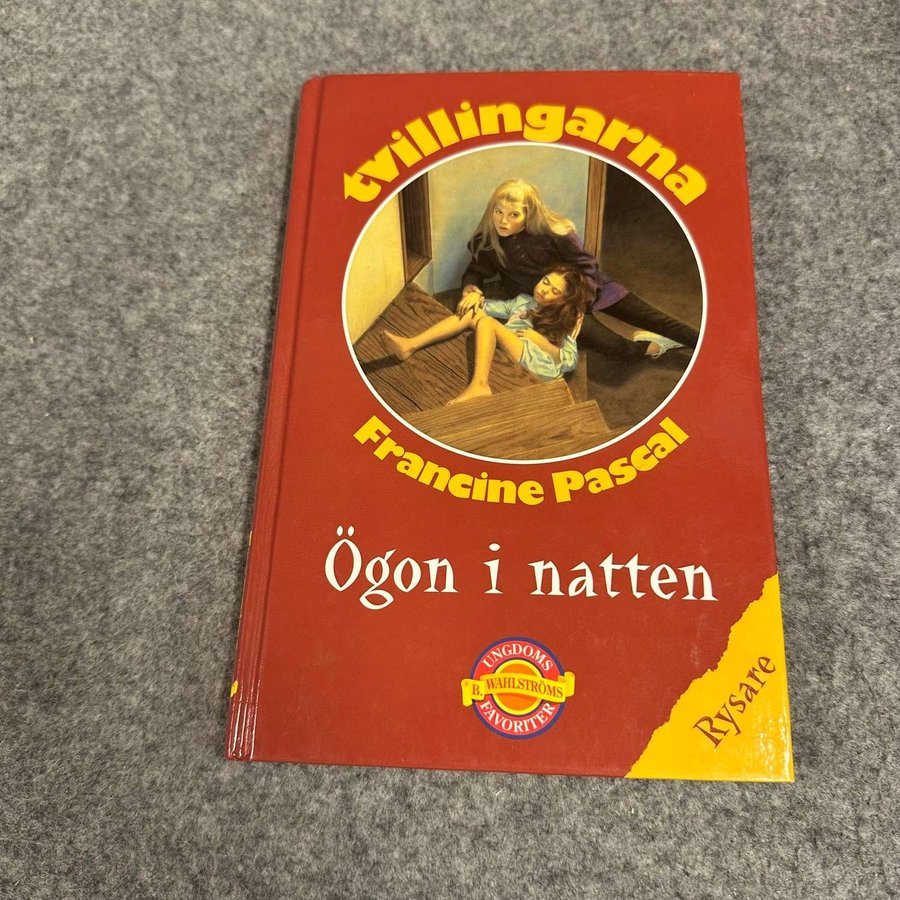 tvillingarna
Francine Pascal
Ögon i natten
UNGDOMS
B. WAHLSTRÖMS
FAVORITER
Rysare